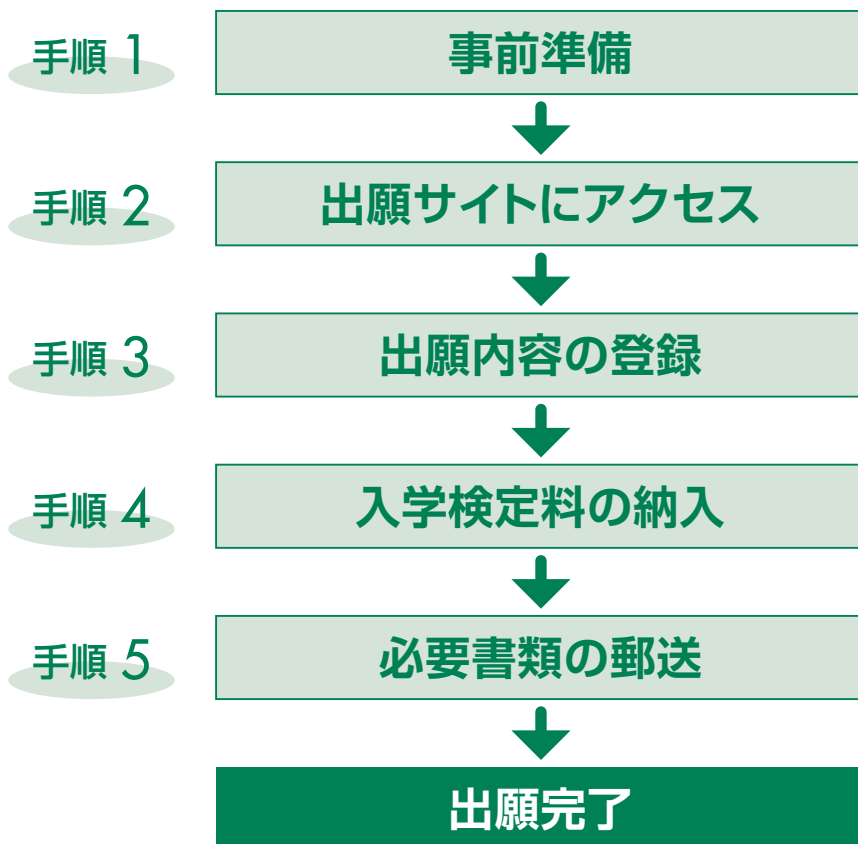 手順 1
事前準備
手順 2
出願サイトにアクセス
手順 3
出願内容の登録
手順 4
入学検定料の納入
手順 5
必要書類の郵送
出願完了